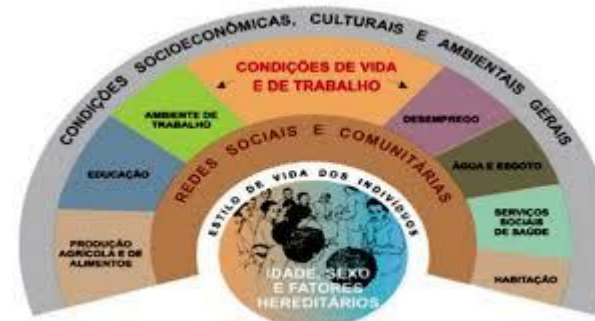 CONDIÇÕES SOCIOECONÔMICAS, CULTURAIS E AMBIENTAIS GERAIS
CONDIÇÕES DE VIDA
E DE TRABALHO
AMBIENTE DE
TRABALHO
DESEMPREGO
EDUCAÇÃO
ÁGUA E ESGOTO
PRODUÇÃO
AGRÍCOLA E DE
ALIMENTOS
SERVIÇOS
SOCIAIS
DE SAÚDE
HABITAÇÃO
REDES SOCIAIS E COMUNITÁRIAS
ESTILO DE VIDA DOS INDIVÍDUOS
IDADE, SEXO
E FATORES
HEREDITÁRIOS